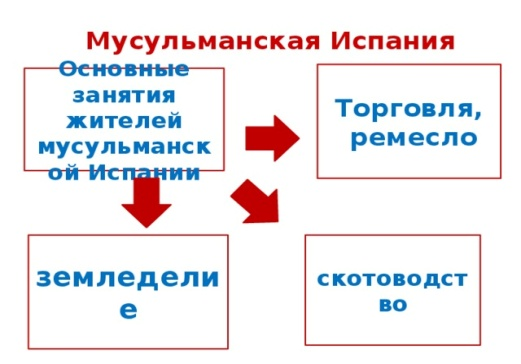 Мусульманская Испания
Основные
занятия
жителей
мусульманск
ой Испании
Торговля,
ремесло
земледели
е
скотоводст
во